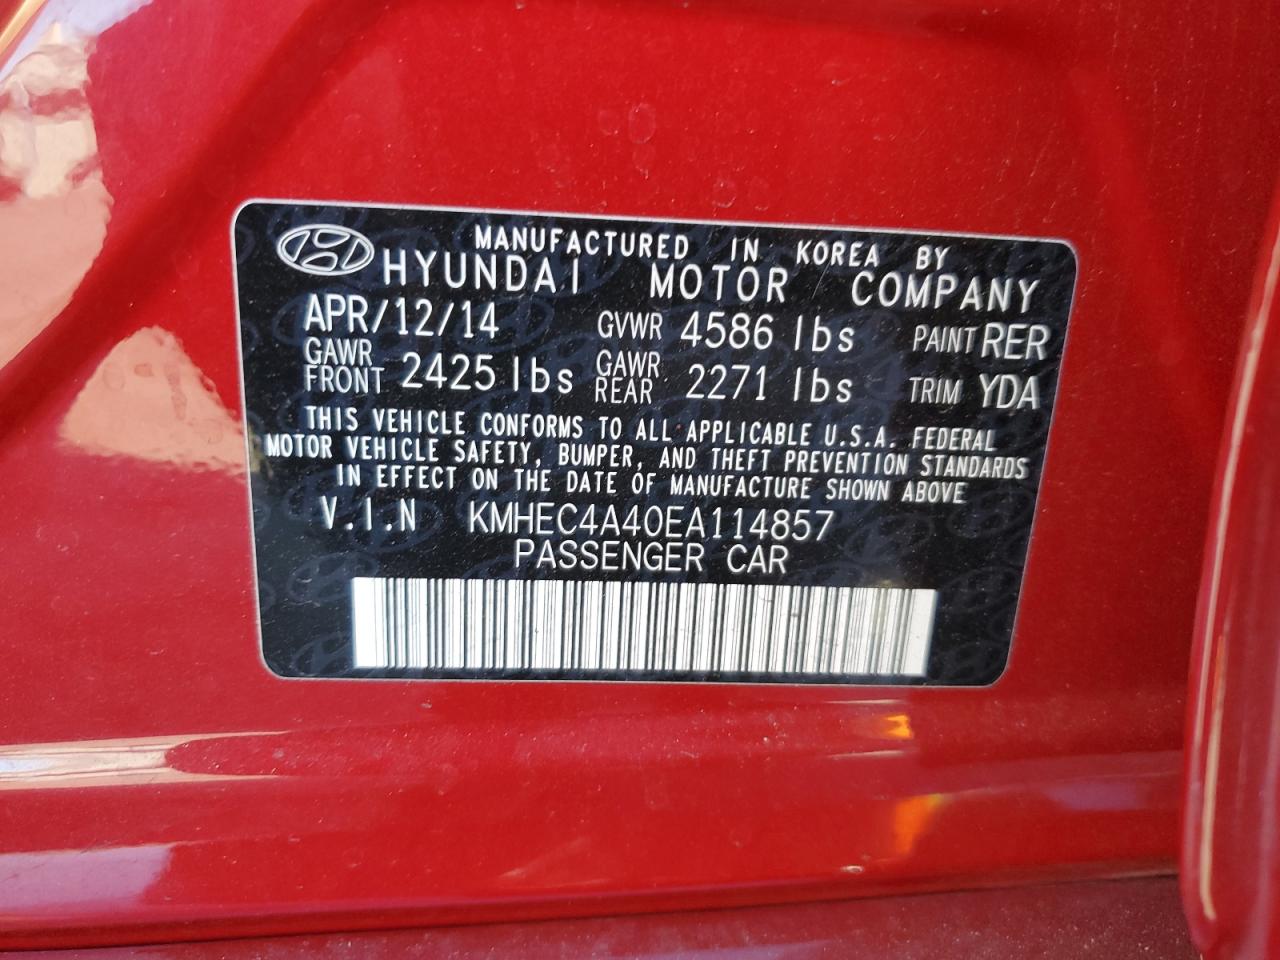 MANUFACTURED IN KOREA BY
HYUNDAI MOTOR COMPANY
APR/12/14 GVWR 4586 lbs PAINT RER
GAWR FRONT 2425 lbs GAWR REAR 2271 lbs TRIM YDA
THIS VEHICLE CONFORMS TO ALL APPLICABLE U.S.A. FEDERAL
MOTOR VEHICLE SAFETY, BUMPER, AND THEFT PREVENTION STANDARDS
IN EFFECT ON THE DATE OF MANUFACTURE SHOWN ABOVE
V.I.N KMHEC4A40EA114857
PASSENGER CAR